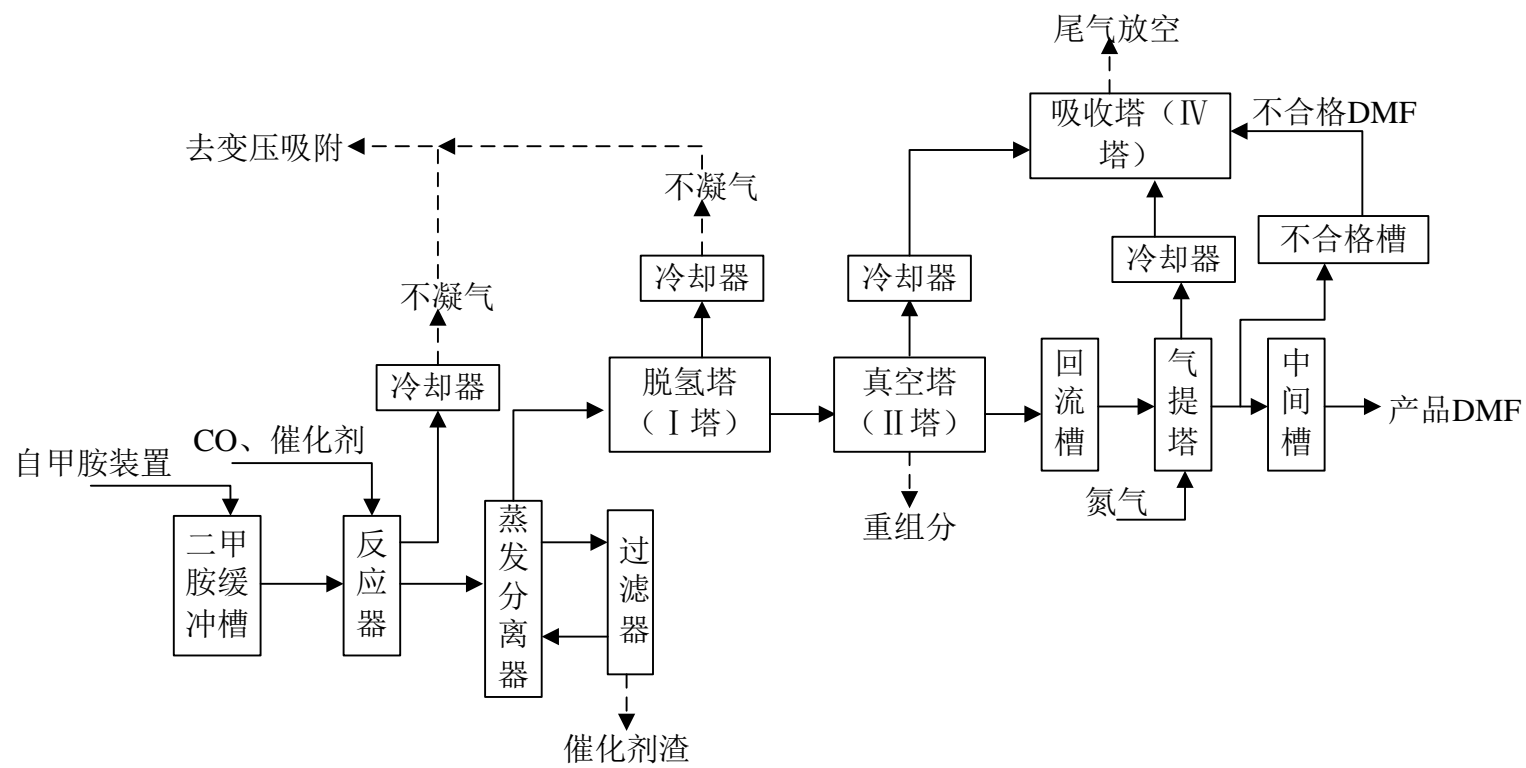 尾气放空
吸收塔（Ⅳ
塔）
不合格DMF
去变压吸附
不凝气
不合格槽
冷却器
冷却器
冷却器
不凝气
冷却器
脱氢塔
（Ⅰ塔）
真空塔
（Ⅱ塔）
回流槽
气提塔
中间槽
产品DMF
CO、催化剂
自甲胺装置
氮气
重组分
二甲
胺缓
冲槽
反应器
蒸发分离器
过滤器
催化剂渣